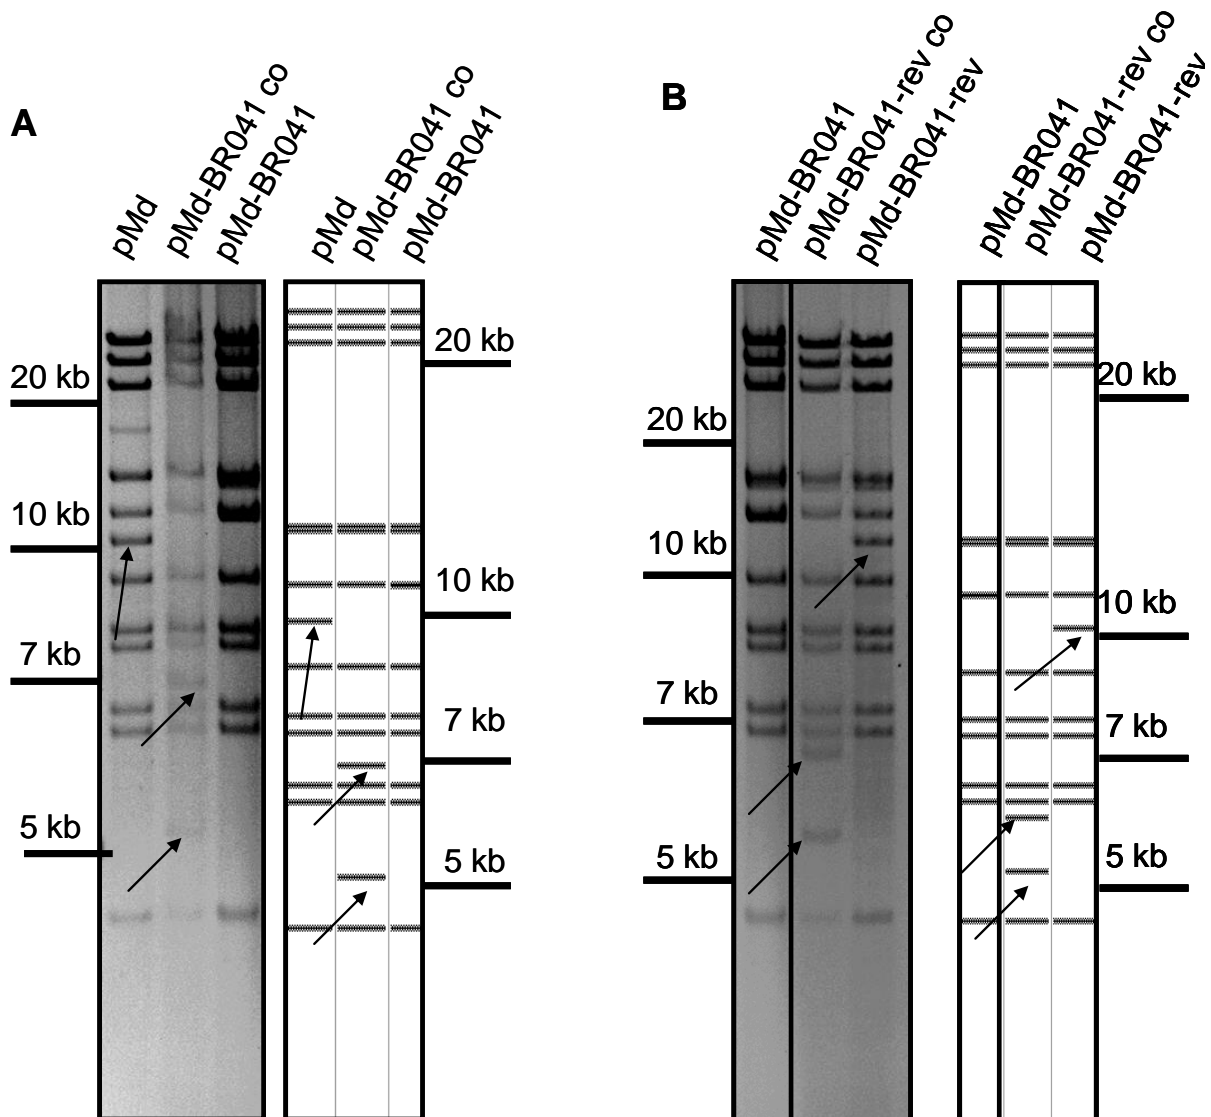 A
pMd
pMd-BR041 co
pMd-BR041
pMd
pMd-BR041 co
pMd-BR041
20 kb
10 kb
7 kb
5 kb
20 kb
10 kb
7 kb
5 kb
B
pMd-BR041
pMd-BR041-rev co
pMd-BR041-rev
pMd-BR041
pMd-BR041-rev co
pMd-BR041-rev
20 kb
10 kb
7 kb
5 kb
20 kb
10 kb
7 kb
5 kb